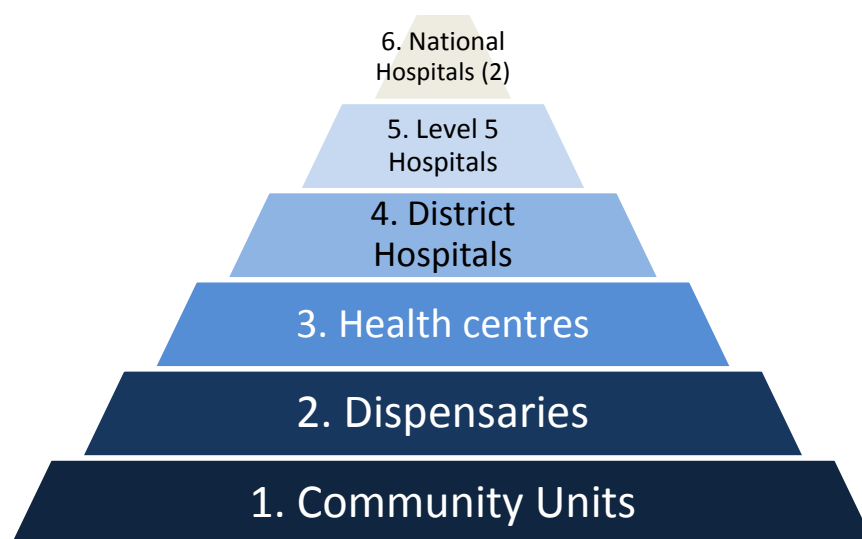 6. National
Hospitals (2)
5. Level 5
Hospitals
4. District
Hospitals
3. Health centres
2. Dispensaries
1. Community Units